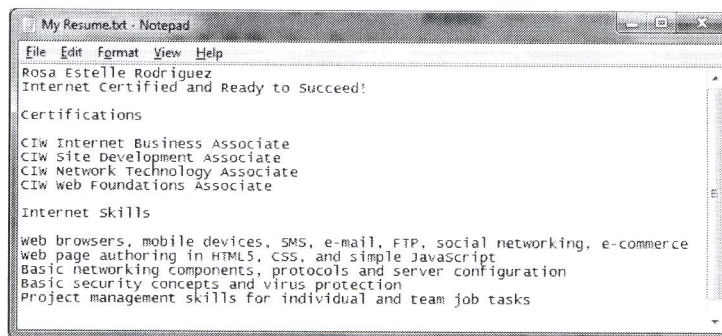 My Resume.txt - Notepad
File Edit Format View Help
Rosa Estelle Rodriguez
Internet Certified and Ready to Succeed!
Certifications
CIW Internet Business Associate
CIW Site Development Associate
CIW Network Technology Associate
CIW Web Foundations Associate
Internet Skills
Web browsers, mobile devices, SMS, e-mail, FTP, social networking, e-commerce
Web page authoring in HTML5, CSS, and simple JavaScript
Basic networking components, protocols and server configuration
Basic security concepts and virus protection
Project management skills for individual and team job tasks